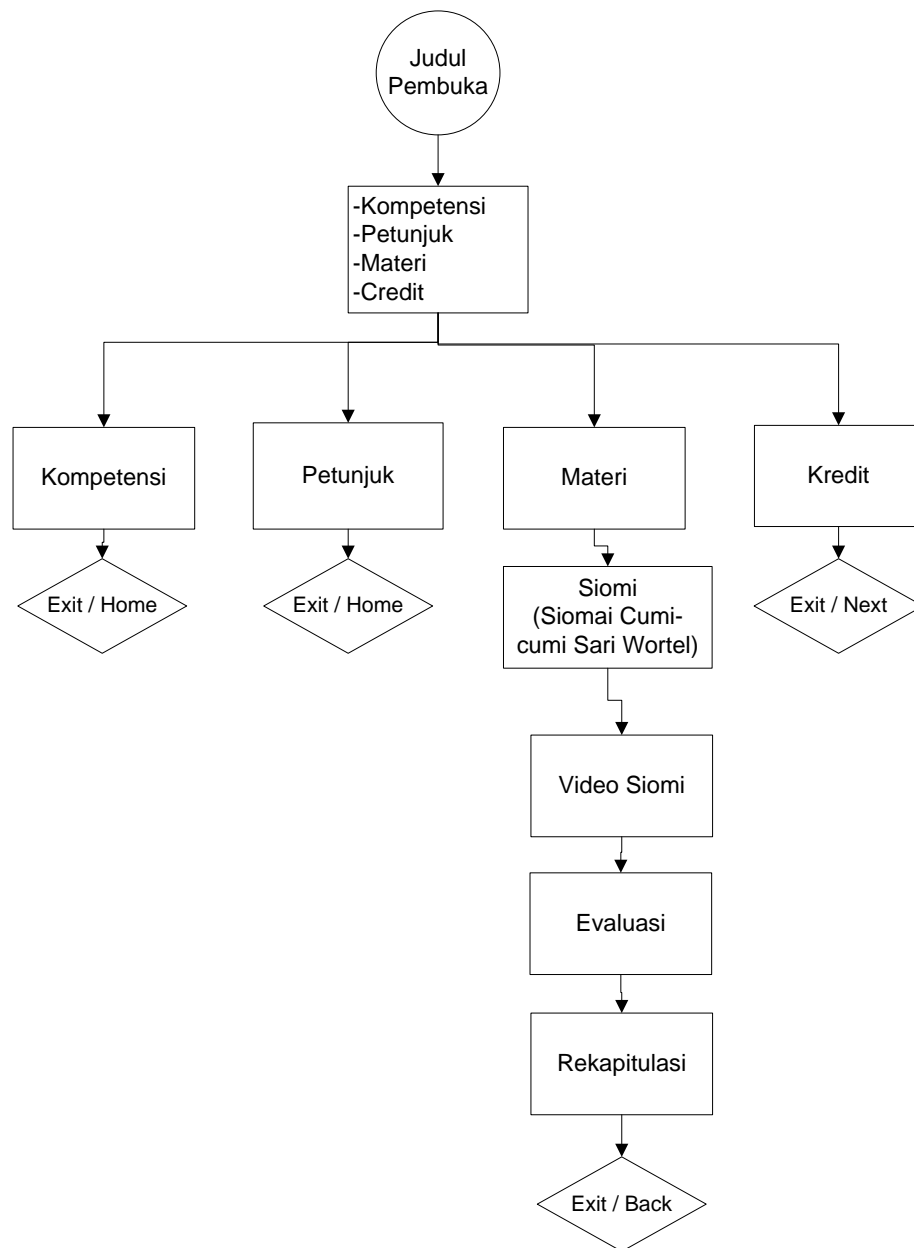 Judul
Pembuka
-Kompetensi
-Petunjuk
-Materi
-Credit
Kompetensi
Petunjuk
Materi
Kredit
Exit / Home
Exit / Home
Siomi
(Siomai Cumi-
cumi Sari Wortel)
Exit / Next
Video Siomi
Evaluasi
Rekapitulasi
Exit / Back